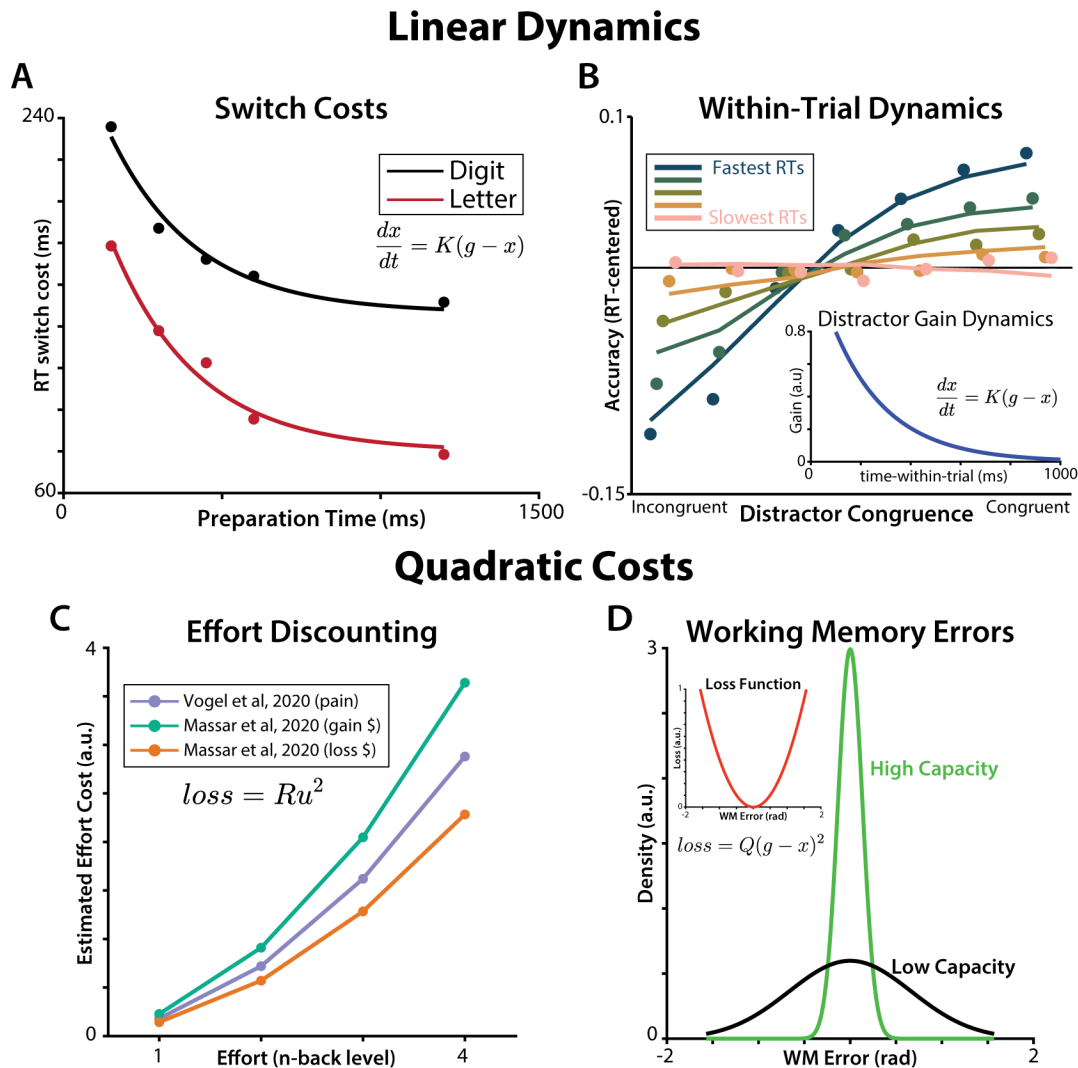 Linear Dynamics
A
Switch Costs
240
Digit
Letter
dx/dt = K(g − x)
RT switch cost (ms)
60
0
Preparation Time (ms)
1500
B
Within-Trial Dynamics
0.1
Fastest RTs
Slowest RTs
Accuracy (RT-centered)
Distractor Gain Dynamics
0.8
Gain (a.u)
dx/dt = K(g − x)
0
0
time-within-trial (ms)
1000
-0.15
Incongruent
Distractor Congruence
Congruent
Quadratic Costs
C
Effort Discounting
4
Vogel et al, 2020 (pain)
Massar et al, 2020 (gain $)
Massar et al, 2020 (loss $)
loss = Ru²
Estimated Effort Cost (a.u.)
0
1
Effort (n-back level)
4
D
Working Memory Errors
3
Loss Function
1
Loss (a.u.)
0
-2
WM Error (rad)
2
loss = Q(g − x)²
High Capacity
Density (a.u.)
Low Capacity
0
-2
WM Error (rad)
2